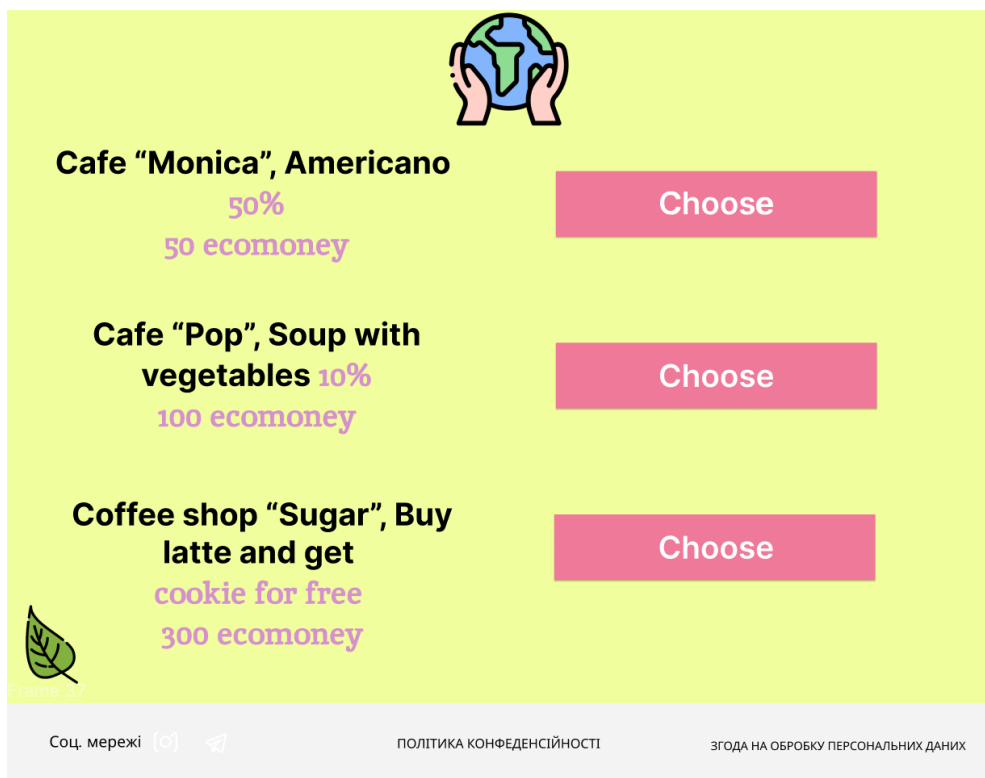 Cafe “Monica”, Americano
50%
50 ecomoney
Choose
Cafe “Pop”, Soup with
vegetables 10%
100 ecomoney
Choose
Coffee shop “Sugar”, Buy
latte and get
cookie for free
300 ecomoney
Choose
Frame 37
Соц. мережі
ПОЛІТИКА КОНФЕДЕНСІЙНОСТІ
ЗГОДА НА ОБРОБКУ ПЕРСОНАЛЬНИХ ДАНИХ